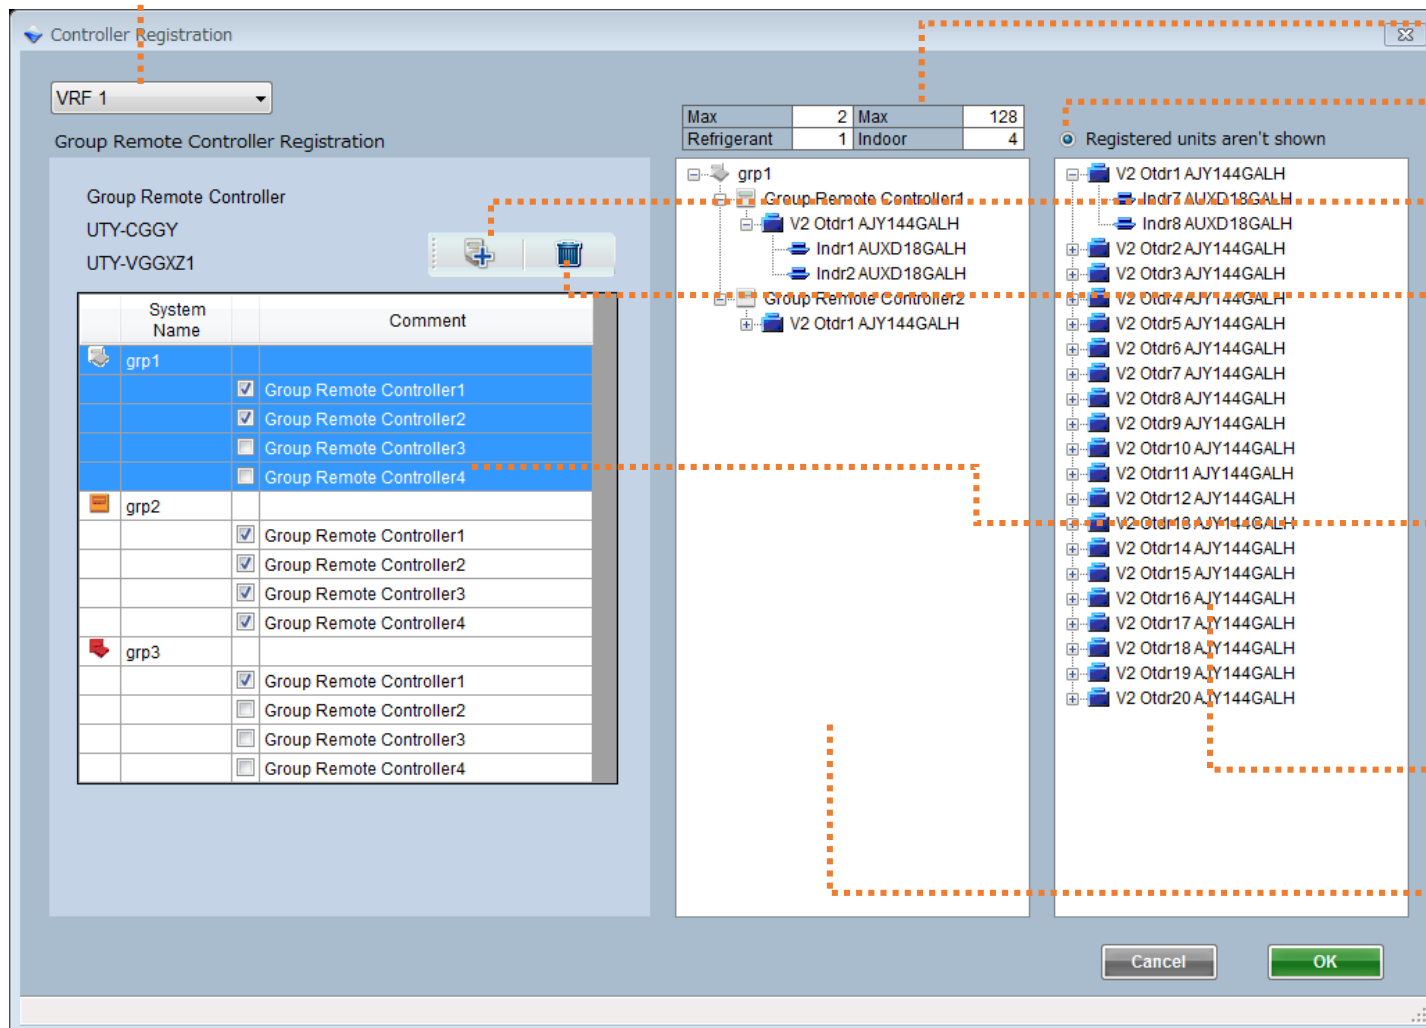 Controller Registration
VRF 1
Group Remote Controller Registration
Group Remote Controller
UTY-CGGY
UTY-VGGXZ1
System Name
Comment
grp1
Group Remote Controller1
Group Remote Controller2
Group Remote Controller3
Group Remote Controller4
grp2
Group Remote Controller1
Group Remote Controller2
Group Remote Controller3
Group Remote Controller4
grp3
Group Remote Controller1
Group Remote Controller2
Group Remote Controller3
Group Remote Controller4
Max 2 Max 128
Refrigerant 1 Indoor 4
grp1
Group Remote Controller1
V2 Otdr1 AJY144GALH
Indr1 AUXD18GALH
Indr2 AUXD18GALH
Group Remote Controller2
V2 Otdr1 AJY144GALH
Registered units aren't shown
V2 Otdr1 AJY144GALH
Indr7 AUXD18GALH
Indr8 AUXD18GALH
V2 Otdr2 AJY144GALH
V2 Otdr3 AJY144GALH
V2 Otdr4 AJY144GALH
V2 Otdr5 AJY144GALH
V2 Otdr6 AJY144GALH
V2 Otdr7 AJY144GALH
V2 Otdr8 AJY144GALH
V2 Otdr9 AJY144GALH
V2 Otdr10 AJY144GALH
V2 Otdr11 AJY144GALH
V2 Otdr12 AJY144GALH
V2 Otdr13 AJY144GALH
V2 Otdr14 AJY144GALH
V2 Otdr15 AJY144GALH
V2 Otdr16 AJY144GALH
V2 Otdr17 AJY144GALH
V2 Otdr18 AJY144GALH
V2 Otdr19 AJY144GALH
V2 Otdr20 AJY144GALH
Cancel
OK